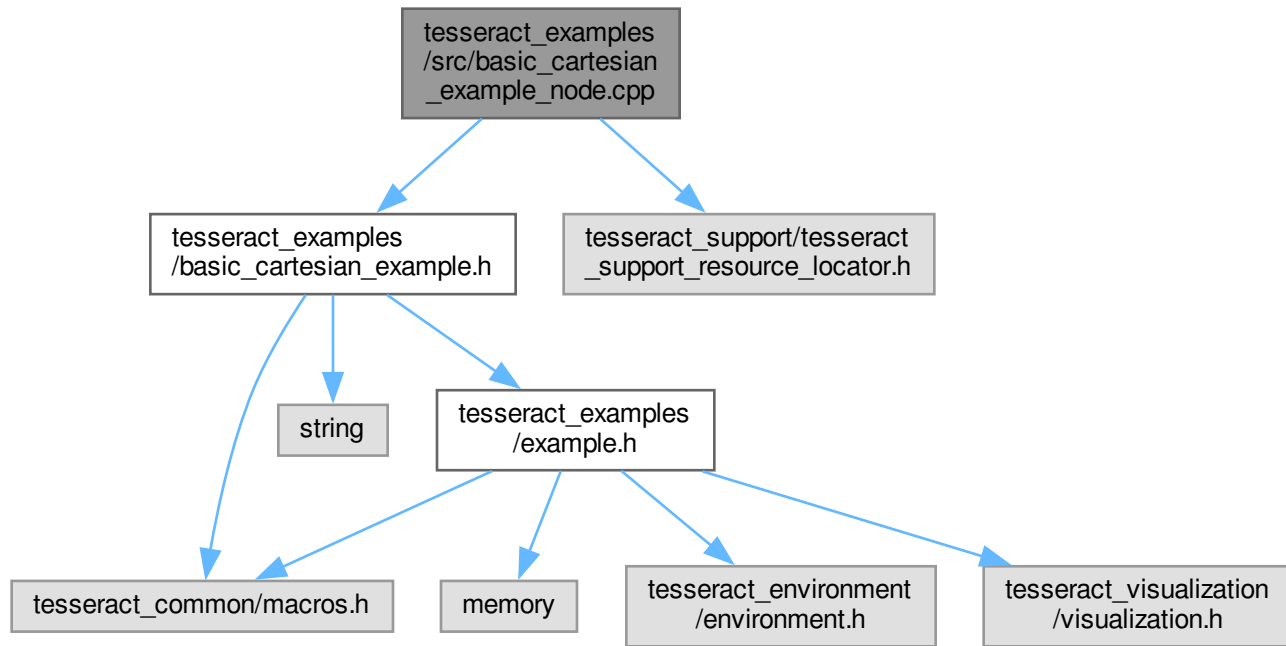 tesseract_examples
/src/basic_cartesian
_example_node.cpp
tesseract_examples
/basic_cartesian_example.h
tesseract_support/tesseract
_support_resource_locator.h
string
tesseract_examples
/example.h
tesseract_common/macros.h
memory
tesseract_environment
/environment.h
tesseract_visualization
/visualization.h